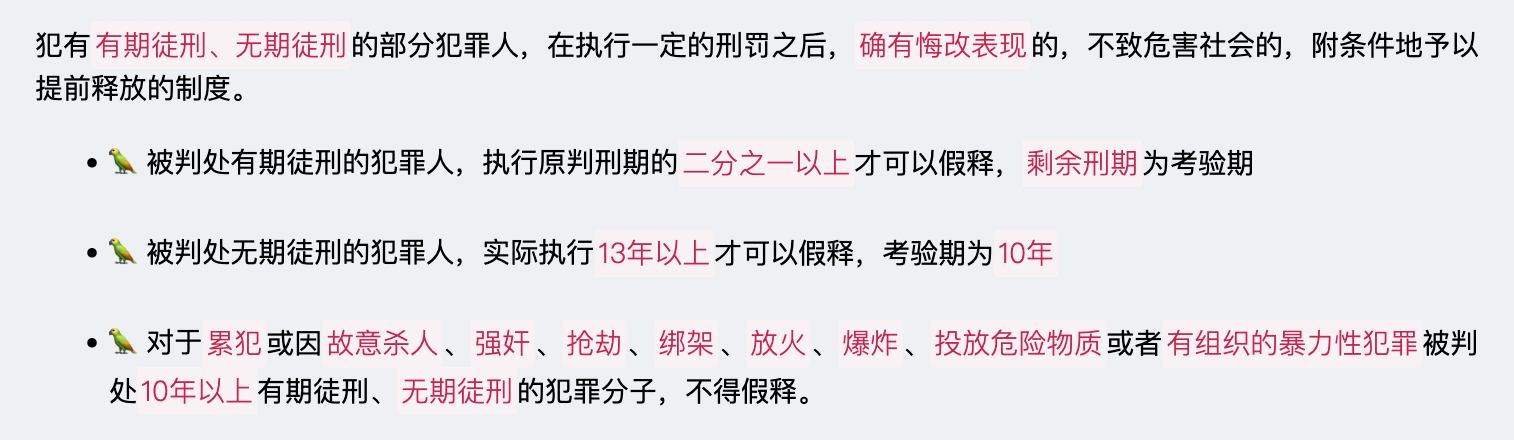 犯有有期徒刑、无期徒刑的部分犯罪人，在执行一定的刑罚之后，确有悔改表现的，不致危害社会的，附条件地予以
提前释放的制度。
• 🦜 被判处有期徒刑的犯罪人，执行原判刑期的二分之一以上才可以假释，剩余刑期为考验期
• 🦜 被判处无期徒刑的犯罪人，实际执行13年以上才可以假释，考验期为10年
• 🦜 对于累犯或因故意杀人、强奸、抢劫、绑架、放火、爆炸、投放危险物质或者有组织的暴力性犯罪被判
处10年以上有期徒刑、无期徒刑的犯罪分子，不得假释。